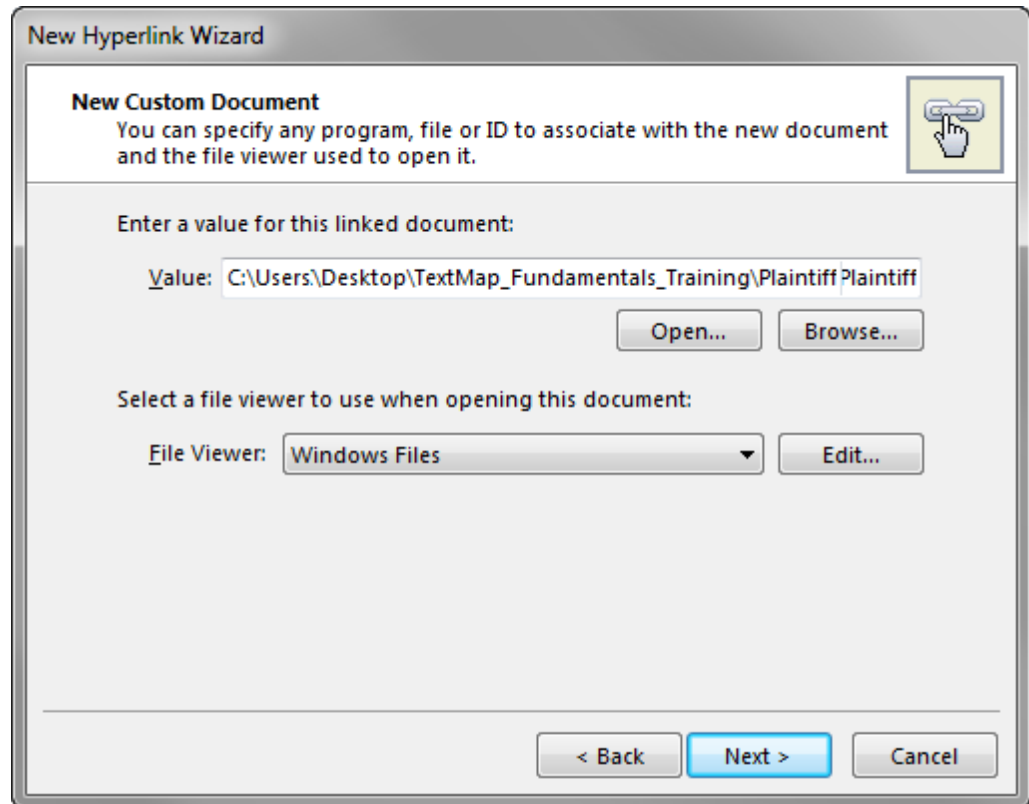 New Hyperlink Wizard
New Custom Document
You can specify any program, file or ID to associate with the new document
and the file viewer used to open it.
Enter a value for this linked document:
Value: C:\Users\Desktop\TextMap_Fundamentals_Training\Plaintiff Plaintiff
Open... Browse...
Select a file viewer to use when opening this document:
File Viewer: Windows Files Edit...
< Back Next > Cancel